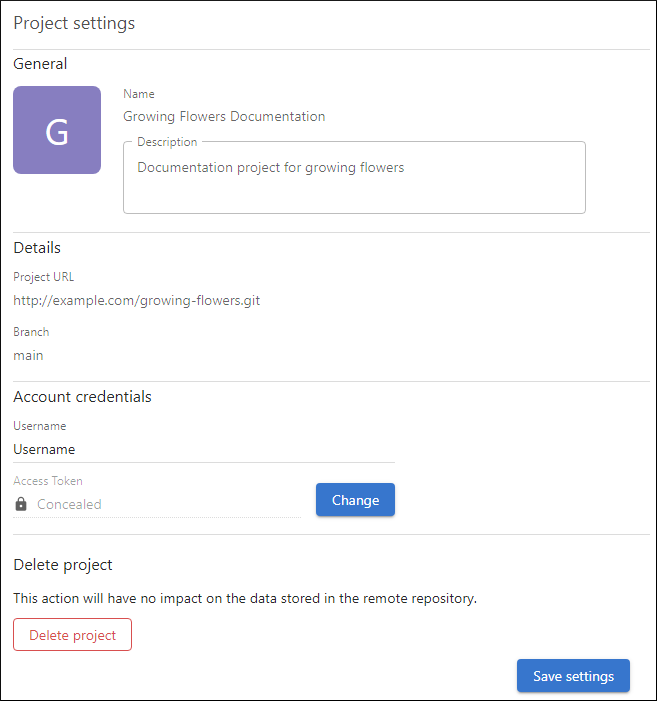 Project settings
General
G
Name
Growing Flowers Documentation
Description
Documentation project for growing flowers
Details
Project URL
http://example.com/growing-flowers.git
Branch
main
Account credentials
Username
Username
Access Token
Concealed
Change
Delete project
This action will have no impact on the data stored in the remote repository.
Delete project
Save settings